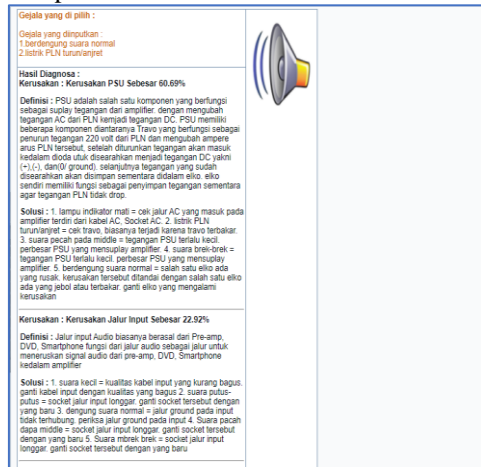 Gejala yang di pilih :
Gejala yang diinputkan :
1.berdengung suara normal
2.listrik PLN turun/anjret
Hasil Diagnosa :
Kerusakan : Kerusakan PSU Sebesar 60.69%
Definisi : PSU adalah salah satu komponen yang berfungsi
sebagai suplay tegangan dari amplifier. dengan mengubah
tegangan AC dari PLN kemjadi tegangan DC. PSU memiliki
beberapa komponen diantaranya Travo yang berfungsi sebagai
penurun tegangan 220 volt dari PLN dan mengubah ampere
arus PLN tersebut, setelah diturunkan tegangan akan masuk
kedalam dioda utuk disearahkan menjadi tegangan DC yakni
(+),(-), dan(0/ ground). selanjutnya tegangan yang sudah
disearahkan akan disimpan sementara didalam elko. elko
sendiri memiliki fungsi sebagai penyimpan tegangan sementara
agar tegangan PLN tidak drop.
Solusi : 1. lampu indikator mati = cek jalur AC yang masuk pada
amplifier terdiri dari kabel AC, Socket AC. 2. listrik PLN
turun/anjret = cek travo, biasanya terjadi karena travo terbakar.
3. suara pecah pada middle = tegangan PSU terlalu kecil.
perbesar PSU yang mensuplay amplifier. 4. suara brek-brek =
tegangan PSU terlalu kecil. perbesar PSU yang mensuplay
amplifier. 5. berdengung suara normal = salah satu elko ada
yang rusak, kerusakan tersebut ditandai dengan salah satu elko
ada yang jebol atau terbakar. ganti elko yang mengalami
kerusakan
Kerusakan : Kerusakan Jalur Input Sebesar 22.92%
Definisi : Jalur input Audio biasanya berasal dari Pre-amp,
DVD, Smartphone fungsi dari jalur audio sebagai jalur untuk
meneruskan signal audio dari pre-amp, DVD, Smartphone
kedalam amplifier
Solusi : 1. suara kecil = kualitas kabel input yang kurang bagus.
ganti kabel input dengan kualitas yang bagus 2. suara putus-
putus = socket jalur input longgar. ganti socket tersebut dengan
yang baru 3. dengung suara normal = jalur ground pada input
tidak terhubung. periksa jalur ground pada input 4. Suara pacah
dapa middle = socket jalur input longgar. ganti socket tersebut
dengan yang baru 5. Suara mbrek brek = socket jalur input
longgar. ganti socket tersebut dengan yang baru